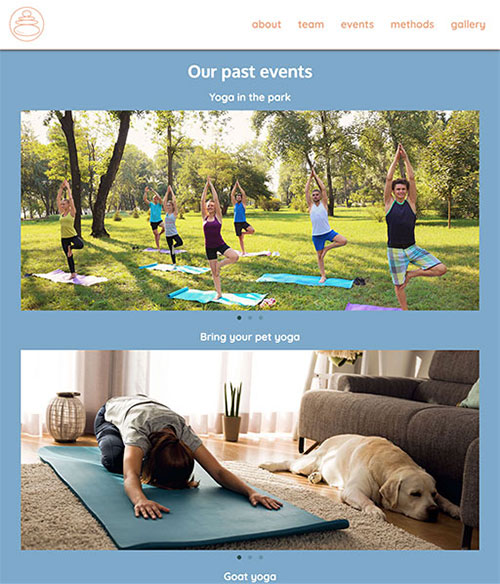 about team events methods gallery
Our past events
Yoga in the park
Bring your pet yoga
Goat yoga